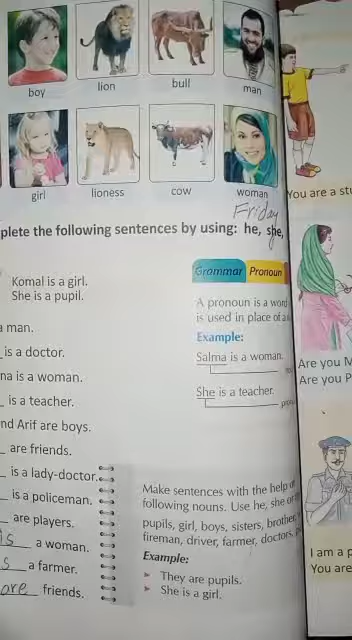 boy
lion
bull
man
girl
lioness
cow
woman
You are a
Friday
plete the following sentences by using: he, she,
Komal is a girl.
She is a pupil.
man.
is a doctor.
na is a woman.
is a teacher.
nd Arif are boys.
are friends.
is a lady-doctor.
is a policeman.
are players.
is a woman.
s a farmer.
are friends.
Grammar Pronoun
A pronoun is a word
is used in place of a
Example:
Salma is a woman.
She is a teacher.
Make sentences with the help of
following nouns. Use he, she or
pupils, girl, boys, sisters, brother,
fireman, driver, farmer, doctors,
Example:
They are pupils.
She is a girl.
Are you M
Are you P
I am a p
You are